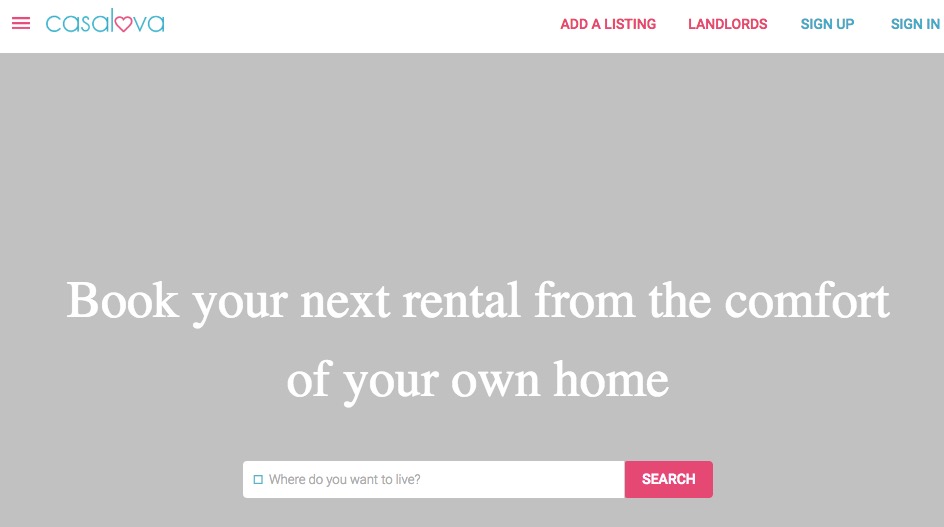 casalova
ADD A LISTING
LANDLORDS
SIGN UP
SIGN IN
Book your next rental from the comfort
of your own home
Where do you want to live?
SEARCH